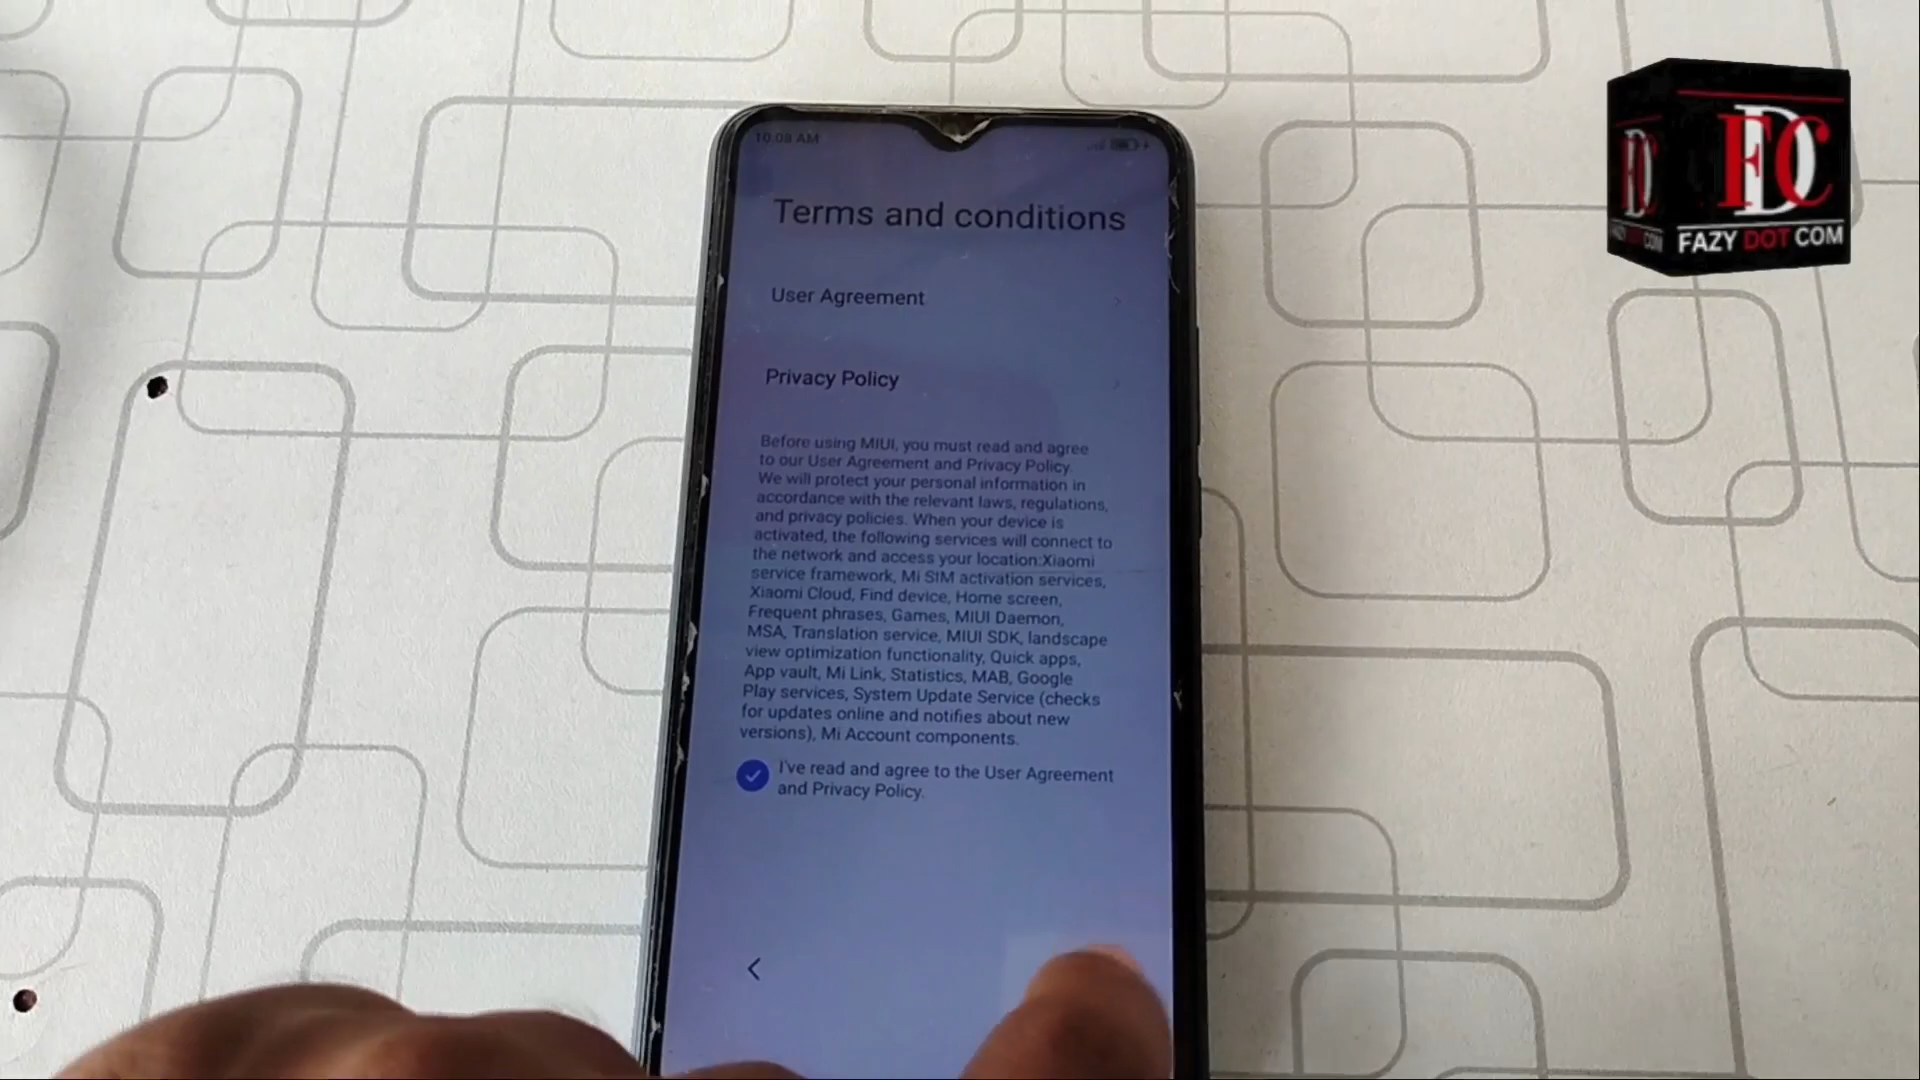 10:08 AM
Terms and conditions
User Agreement
Privacy Policy
Before using MIUI, you must read and agree
to our User Agreement and Privacy Policy.
We will protect your personal information in
accordance with the relevant laws, regulations,
and privacy policies. When your device is
activated, the following services will connect to
the network and access your location:Xiaomi
service framework, Mi SIM activation services,
Xiaomi Cloud, Find device, Home screen,
Frequent phrases, Games, MIUI Daemon,
MSA, Translation service, MIUI SDK, landscape
view optimization functionality, Quick apps,
App vault, Mi Link, Statistics, MAB, Google
Play services, System Update Service (checks
for updates online and notifies about new
versions), Mi Account components.
I've read and agree to the User Agreement
and Privacy Policy.
FDC
FAZY DOT COM
FDC
FAZY DOT COM